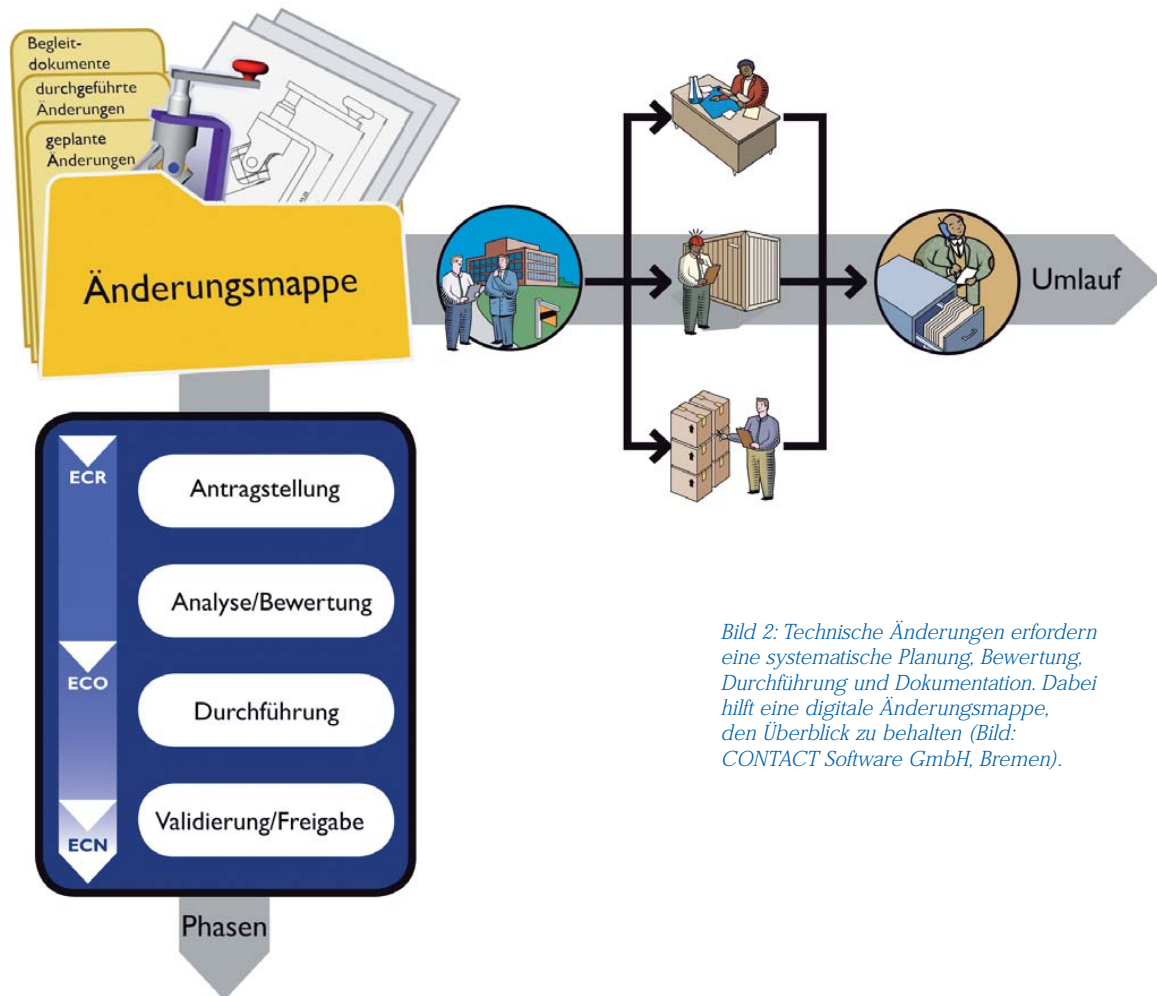 Begleit-
dokumente
durchgeführte
Änderungen
geplante
Änderungen
Änderungsmappe
Umlauf
ECR
Antragstellung
Analyse/Bewertung
ECO
Durchführung
Validierung/Freigabe
ECN
Phasen
Bild 2: Technische Änderungen erfordern
eine systematische Planung, Bewertung,
Durchführung und Dokumentation. Dabei
hilft eine digitale Änderungsmappe,
den Überblick zu behalten (Bild:
CONTACT Software GmbH, Bremen).